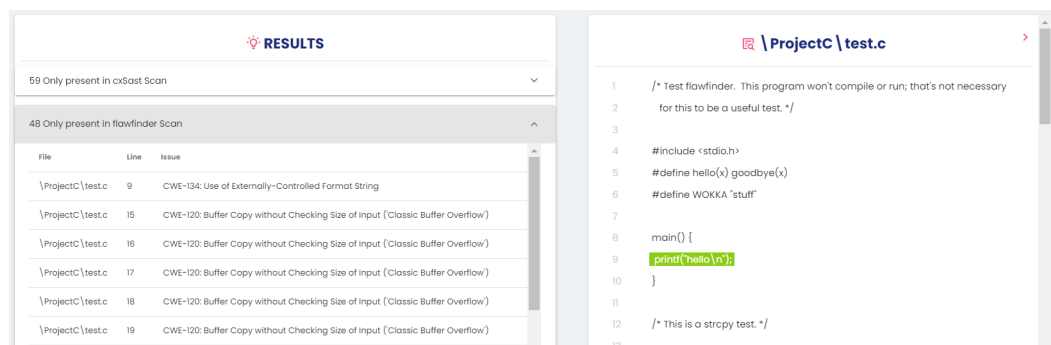 RESULTS
59 Only present in cxSast Scan
48 Only present in flawfinder Scan
File Line Issue
\ProjectC\test.c 9 CWE-134: Use of Externally-Controlled Format String
\ProjectC\test.c 15 CWE-120: Buffer Copy without Checking Size of Input ('Classic Buffer Overflow')
\ProjectC\test.c 16 CWE-120: Buffer Copy without Checking Size of Input ('Classic Buffer Overflow')
\ProjectC\test.c 17 CWE-120: Buffer Copy without Checking Size of Input ('Classic Buffer Overflow')
\ProjectC\test.c 18 CWE-120: Buffer Copy without Checking Size of Input ('Classic Buffer Overflow')
\ProjectC\test.c 19 CWE-120: Buffer Copy without Checking Size of Input ('Classic Buffer Overflow')
\ProjectC\test.c
1 /* Test flawfinder. This program won't compile or run; that's not necessary
2 for this to be a useful test. */
3
4 #include <stdio.h>
5 #define hello(x) goodbye(x)
6 #define WOKKA "stuff"
7
8 main() {
9 printf("hello\n");
10 }
11
12 /* This is a strcpy test. */